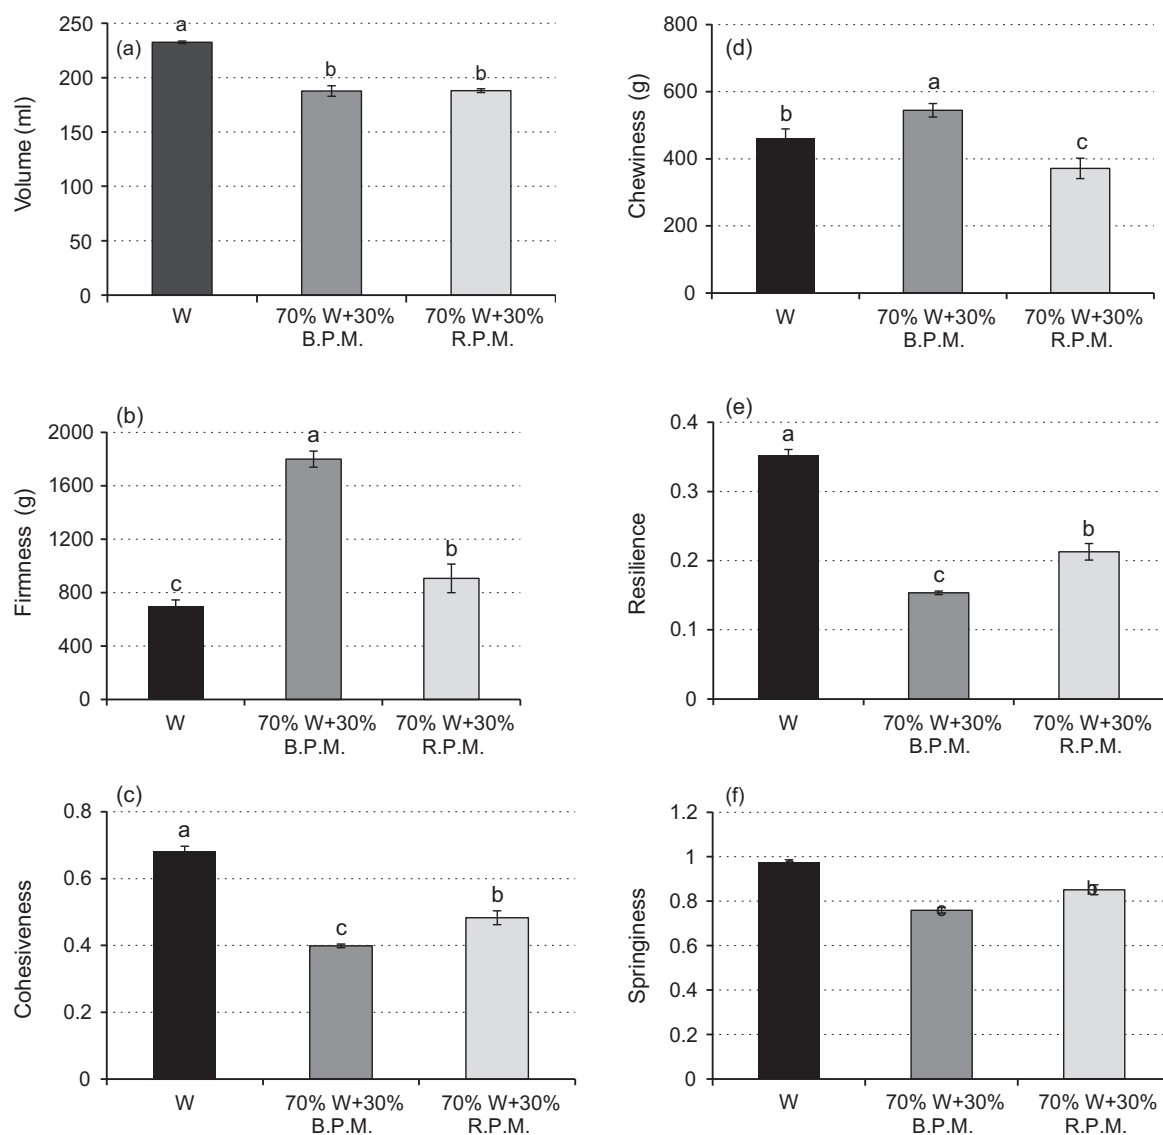 (a)
Volume (ml)
250
200
150
100
50
0
a
b
b
W
70% W+30%
B.P.M.
70% W+30%
R.P.M.
(d)
Chewiness (g)
800
600
400
200
0
b
a
c
W
70% W+30%
B.P.M.
70% W+30%
R.P.M.
(b)
Firmness (g)
2000
1600
1200
800
400
0
c
a
b
W
70% W+30%
B.P.M.
70% W+30%
R.P.M.
(e)
Resilience
0.4
0.3
0.2
0.1
0
a
c
b
W
70% W+30%
B.P.M.
70% W+30%
R.P.M.
(c)
Cohesiveness
0.8
0.6
0.4
0.2
0
a
c
b
W
70% W+30%
B.P.M.
70% W+30%
R.P.M.
(f)
Springiness
1.2
1
0.8
0.6
0.4
0.2
0
c
b
W
70% W+30%
B.P.M.
70% W+30%
R.P.M.